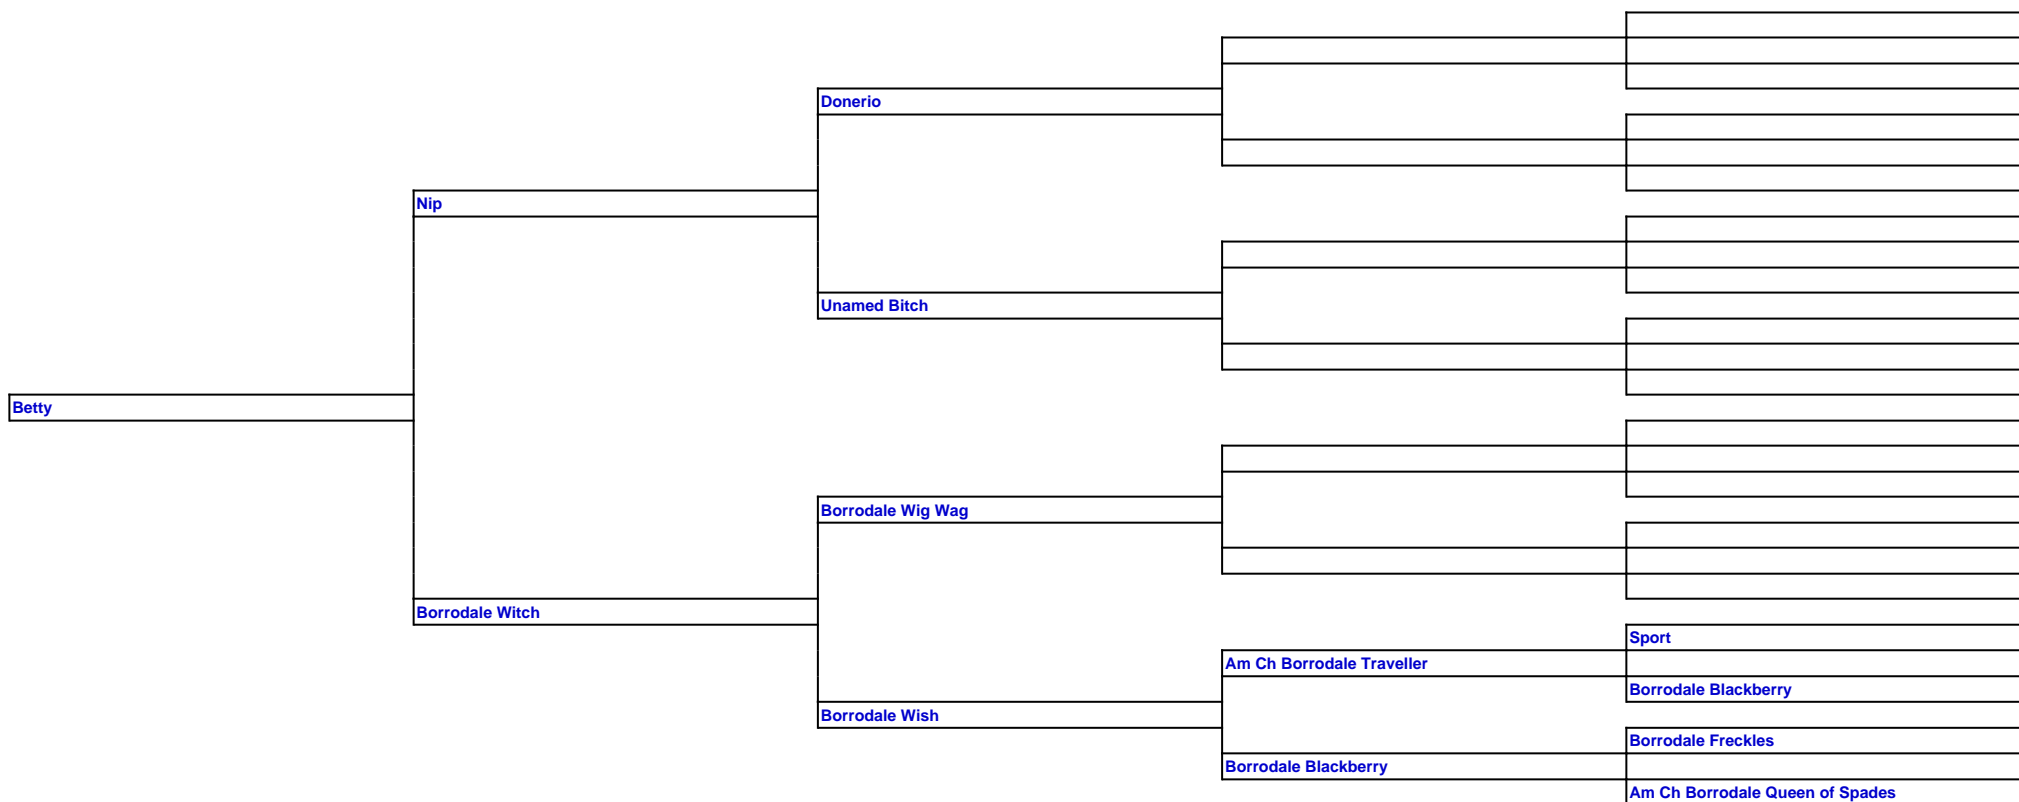 Donerio
Nip
Unamed Bitch
Betty
Borrodale Wig Wag
Borrodale Witch
Sport
Am Ch Borrodale Traveller
Borrodale Blackberry
Borrodale Wish
Borrodale Freckles
Borrodale Blackberry
Am Ch Borrodale Queen of Spades